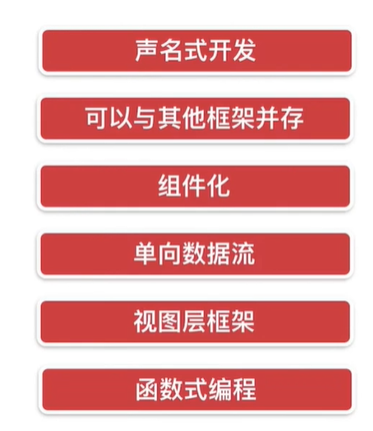 声名式开发
可以与其他框架并存
组件化
单向数据流
视图层框架
函数式编程